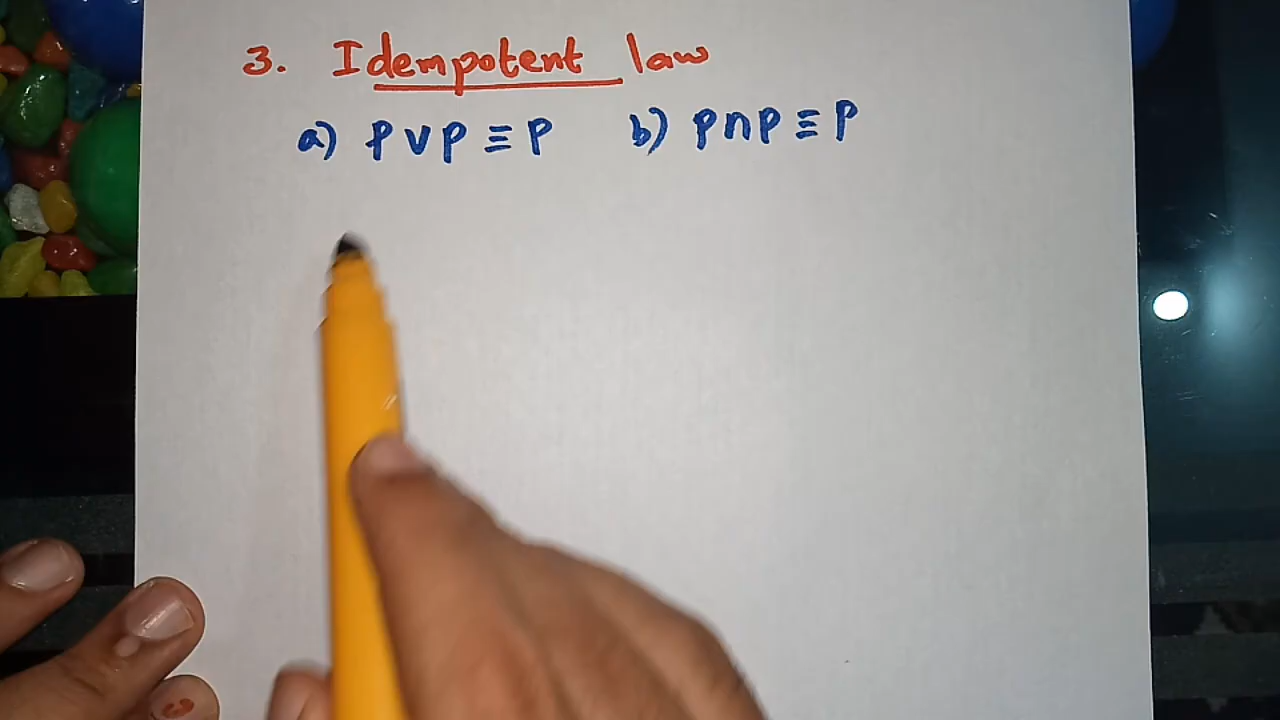 3. Idempotent law
a) p ∨ p ≡ p b) p ∩ p ≡ p